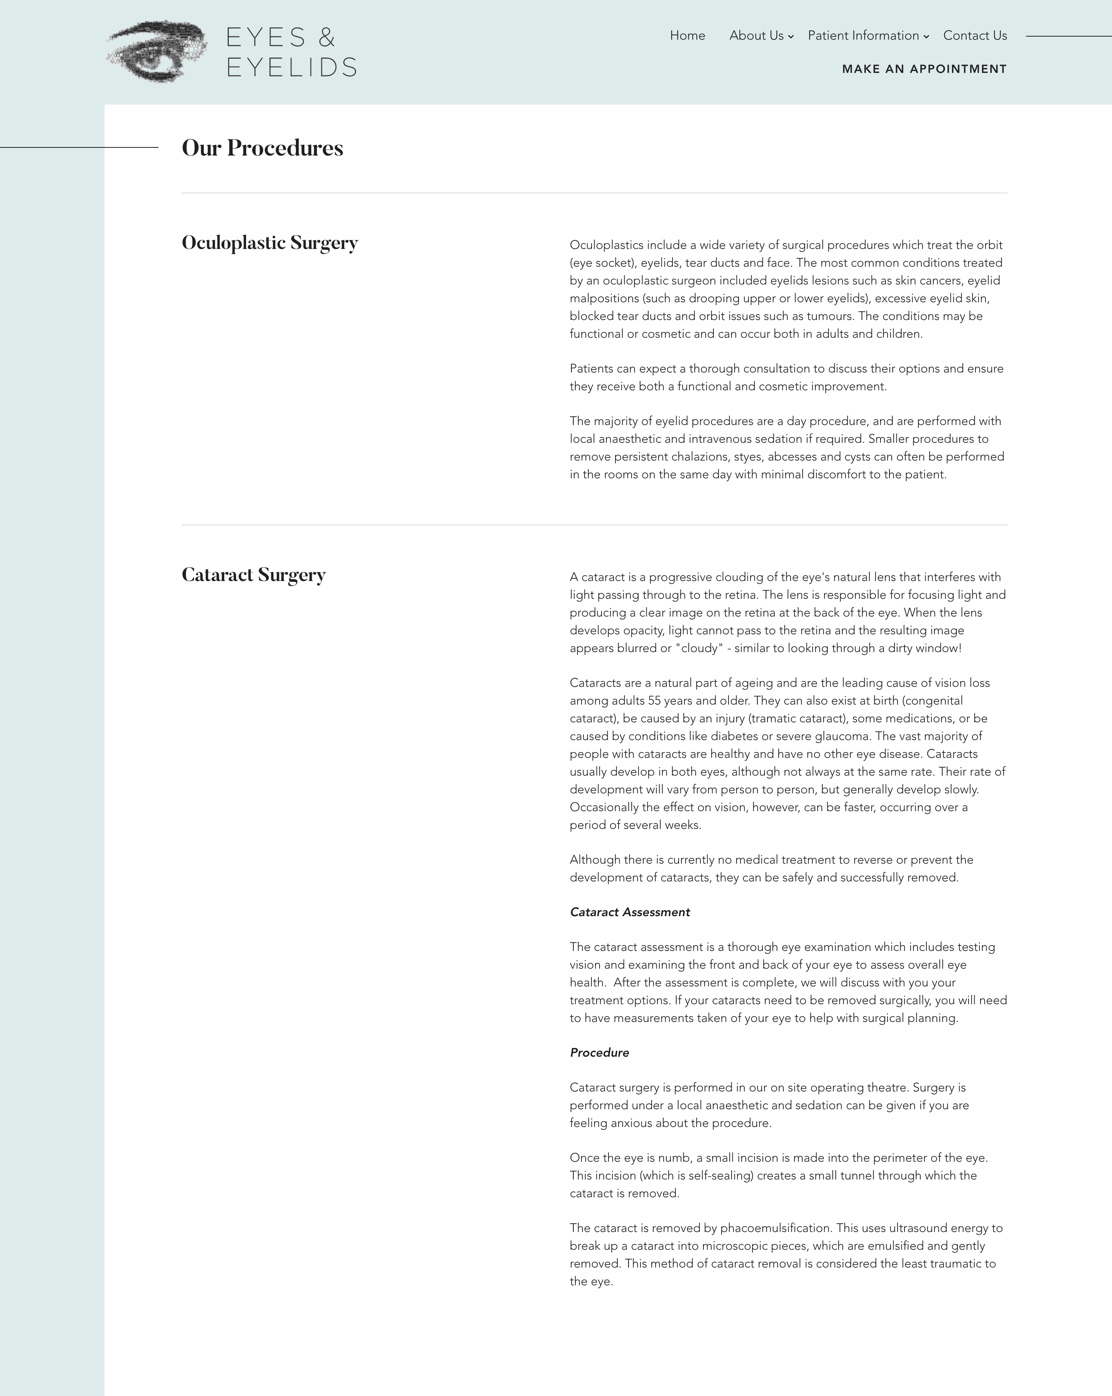 EYES &
EYELIDS
Home About Us Patient Information Contact Us
MAKE AN APPOINTMENT
Our Procedures
Oculoplastic Surgery
Oculoplastics include a wide variety of surgical procedures which treat the orbit
(eye socket), eyelids, tear ducts and face. The most common conditions treated
by an oculoplastic surgeon included eyelids lesions such as skin cancers, eyelid
malpositions (such as drooping upper or lower eyelids), excessive eyelid skin,
blocked tear ducts and orbit issues such as tumours. The conditions may be
functional or cosmetic and can occur both in adults and children.
Patients can expect a thorough consultation to discuss their options and ensure
they receive both a functional and cosmetic improvement.
The majority of eyelid procedures are a day procedure, and are performed with
local anaesthetic and intravenous sedation if required. Smaller procedures to
remove persistent chalazions, styes, abcesses and cysts can often be performed
in the rooms on the same day with minimal discomfort to the patient.
Cataract Surgery
A cataract is a progressive clouding of the eye's natural lens that interferes with
light passing through to the retina. The lens is responsible for focusing light and
producing a clear image on the retina at the back of the eye. When the lens
develops opacity, light cannot pass to the retina and the resulting image
appears blurred or "cloudy" - similar to looking through a dirty window!
Cataracts are a natural part of ageing and are the leading cause of vision loss
among adults 55 years and older. They can also exist at birth (congenital
cataract), be caused by an injury (tramatic cataract), some medications, or be
caused by conditions like diabetes or severe glaucoma. The vast majority of
people with cataracts are healthy and have no other eye disease. Cataracts
usually develop in both eyes, although not always at the same rate. Their rate of
development will vary from person to person, but generally develop slowly.
Occasionally the effect on vision, however, can be faster, occurring over a
period of several weeks.
Although there is currently no medical treatment to reverse or prevent the
development of cataracts, they can be safely and successfully removed.
Cataract Assessment
The cataract assessment is a thorough eye examination which includes testing
vision and examining the front and back of your eye to assess overall eye
health.  After the assessment is complete, we will discuss with you your
treatment options. If your cataracts need to be removed surgically, you will need
to have measurements taken of your eye to help with surgical planning.
Procedure
Cataract surgery is performed in our on site operating theatre. Surgery is
performed under a local anaesthetic and sedation can be given if you are
feeling anxious about the procedure.
Once the eye is numb, a small incision is made into the perimeter of the eye.
This incision (which is self-sealing) creates a small tunnel through which the
cataract is removed.
The cataract is removed by phacoemulsification. This uses ultrasound energy to
break up a cataract into microscopic pieces, which are emulsified and gently
removed. This method of cataract removal is considered the least traumatic to
the eye.